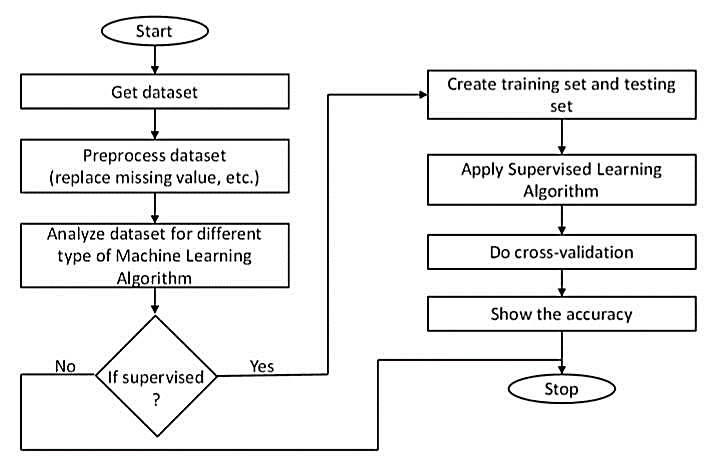 Start
Get dataset
Preprocess dataset
(replace missing value, etc.)
Analyze dataset for different
type of Machine Learning
Algorithm
If supervised
?
No
Yes
Create training set and testing
set
Apply Supervised Learning
Algorithm
Do cross-validation
Show the accuracy
Stop